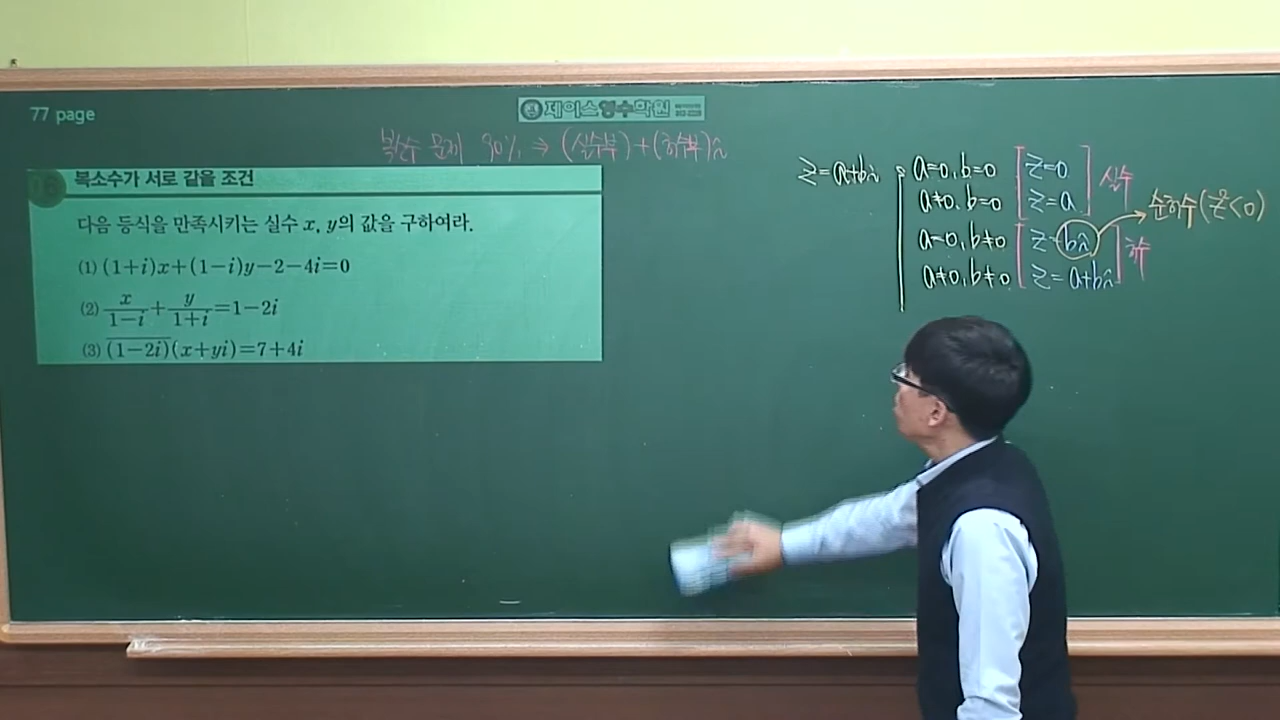 77 page
제이스영수학원
복소수 문제 90% ⇒ (실수부)+(허수부)i
복소수가 서로 같을 조건
다음 등식을 만족시키는 실수 x, y의 값을 구하여라.
(1) (1+i)x+(1-i)y-2-4i=0
(2) \frac{x}{1-i}+\frac{y}{1+i}=1-2i
(3) \overline{(1-2i)}(x+yi)=7+4i
z=a+bi
a=0, b=0 [z=0] 실수
a≠0, b=0 [z=a]
a=0, b≠0 [z=bi] 허수 순허수(z²<0)
a≠0, b≠0 [z=a+bi]